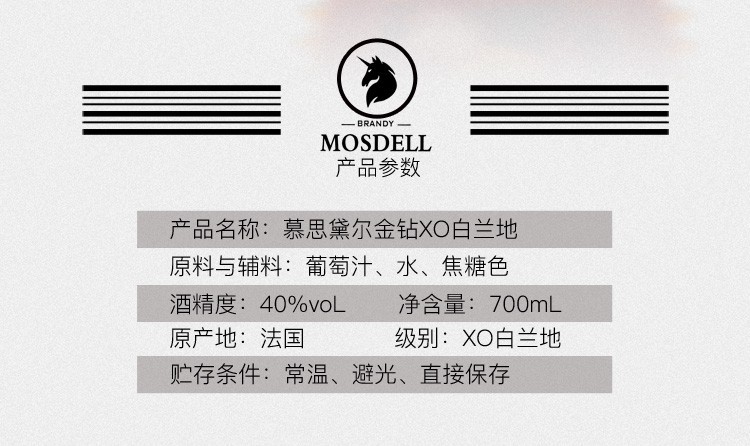 BRANDY
MOSDELL
产品参数
产品名称：慕思黛尔金钻XO白兰地
原料与辅料：葡萄汁、水、焦糖色
酒精度：40%voL 净含量：700mL
原产地：法国 级别：XO白兰地
贮存条件：常温、避光、直接保存